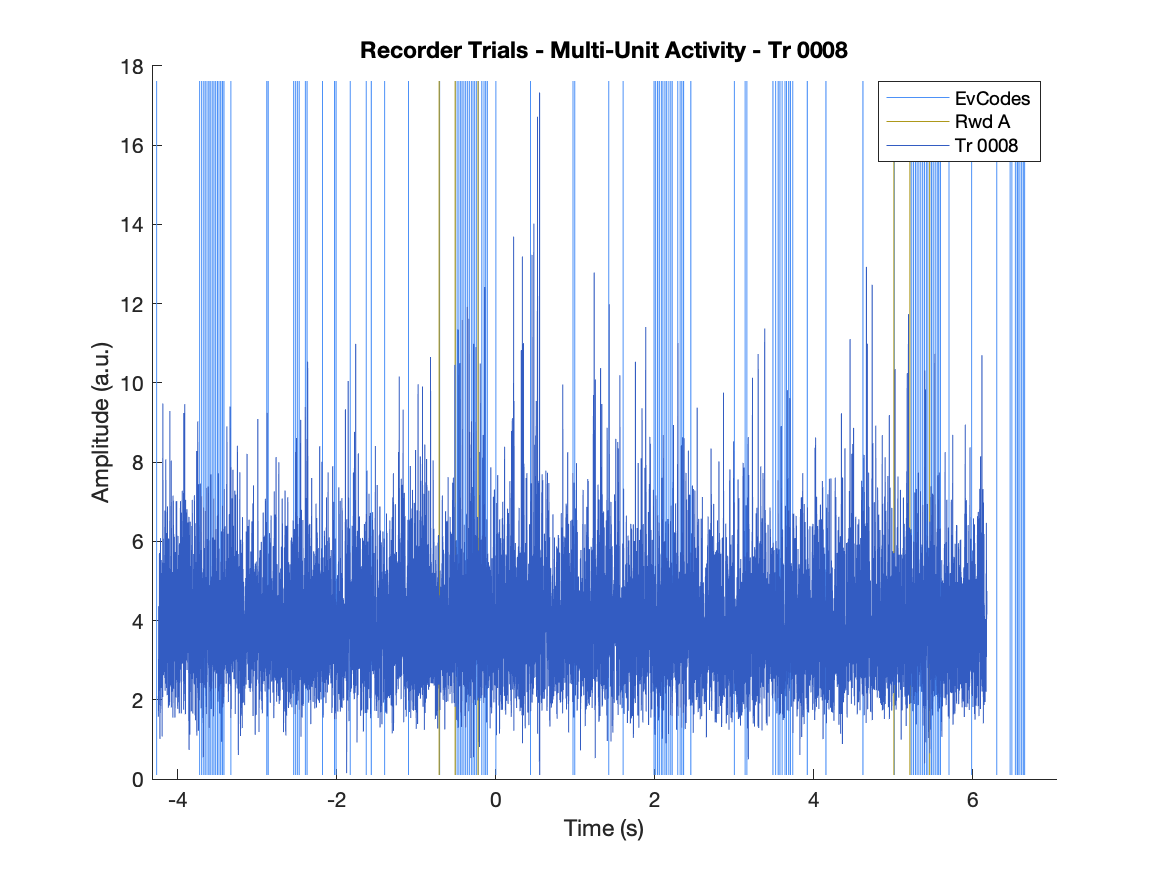 Recorder Trials - Multi-Unit Activity - Tr 0008
18
16
14
12
10
8
6
4
2
0
Amplitude (a.u.)
EvCodes
Rwd A
Tr 0008
-4 -2 0 2 4 6
Time (s)